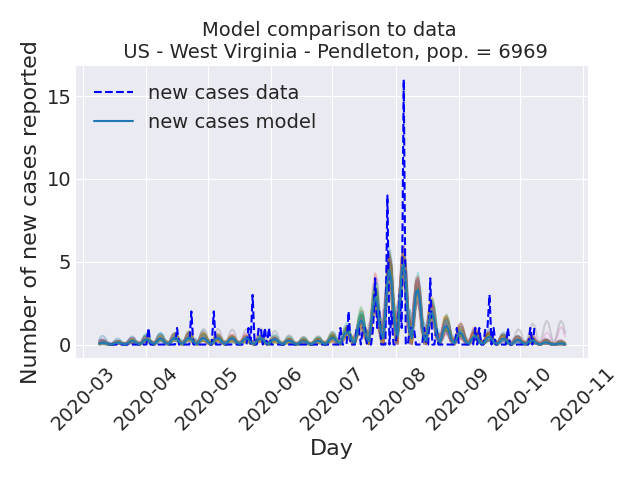 Model comparison to data
US - West Virginia - Pendleton, pop. = 6969
Number of new cases reported
15
10
5
0
new cases data
new cases model
2020-03
2020-04
2020-05
2020-06
2020-07
2020-08
2020-09
2020-10
2020-11
Day